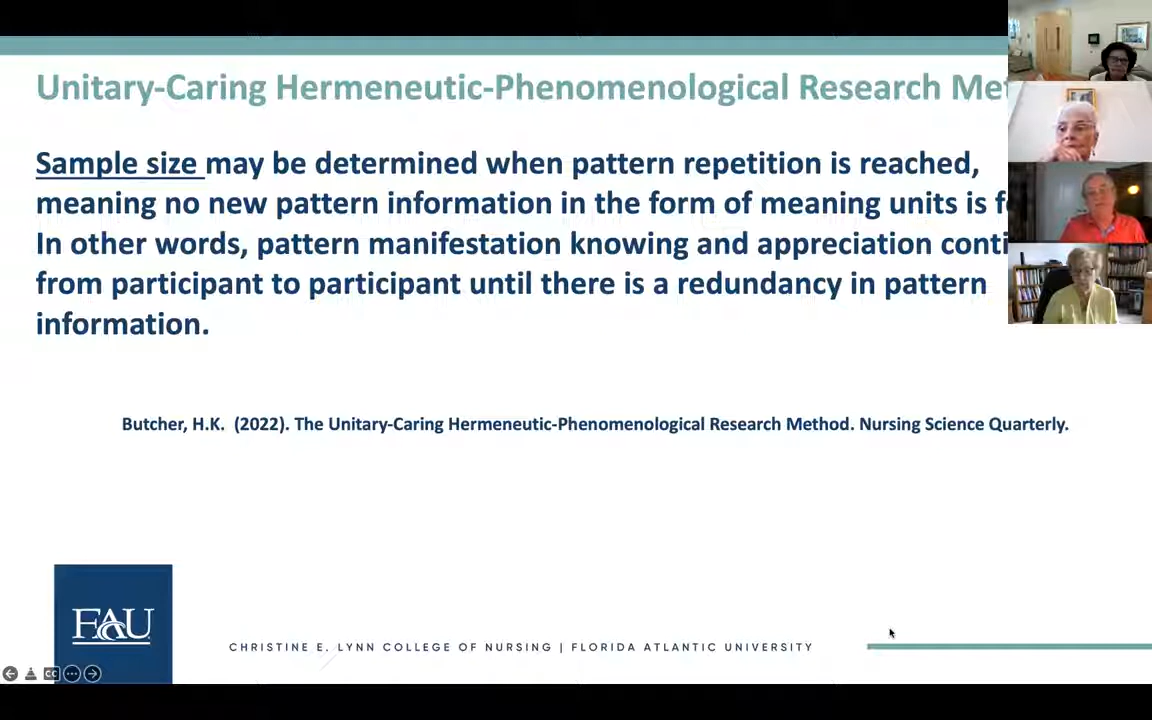 Unitary-Caring Hermeneutic-Phenomenological Research
Sample size may be determined when pattern repetition is reached,
meaning no new pattern information in the form of meaning units is
In other words, pattern manifestation knowing and appreciation
from participant to participant until there is a redundancy in pattern
information.
Butcher, H.K. (2022). The Unitary-Caring Hermeneutic-Phenomenological Research Method. Nursing Science Quarterly.
FAU
CHRISTINE E. LYNN COLLEGE OF NURSING | FLORIDA ATLANTIC UNIVERSITY
CC